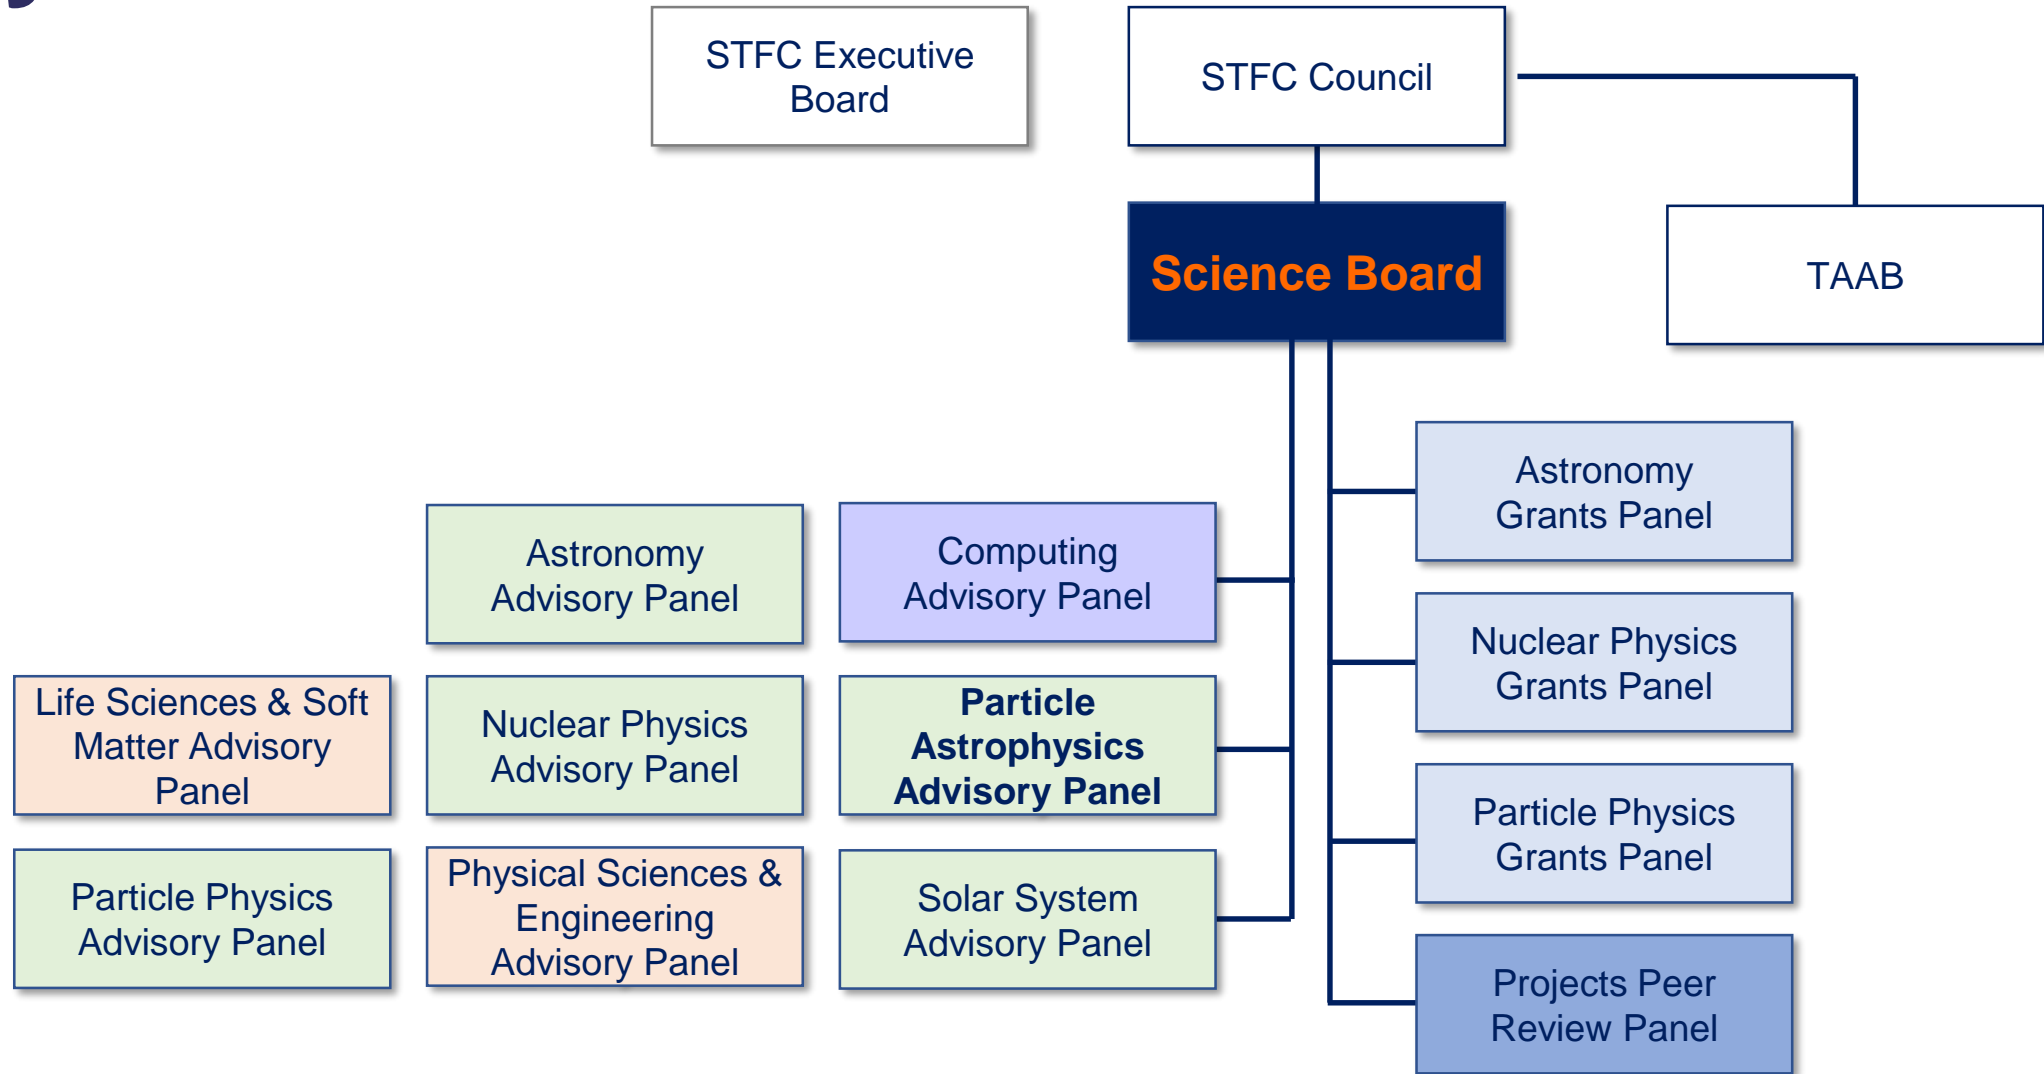 STFC Executive
Board
STFC Council
Science Board
TAAB
Astronomy
Grants Panel
Astronomy
Advisory Panel
Computing
Advisory Panel
Nuclear Physics
Grants Panel
Life Sciences & Soft
Matter Advisory
Panel
Nuclear Physics
Advisory Panel
Particle
Astrophysics
Advisory Panel
Particle Physics
Grants Panel
Particle Physics
Advisory Panel
Physical Sciences &
Engineering
Advisory Panel
Solar System
Advisory Panel
Projects Peer
Review Panel